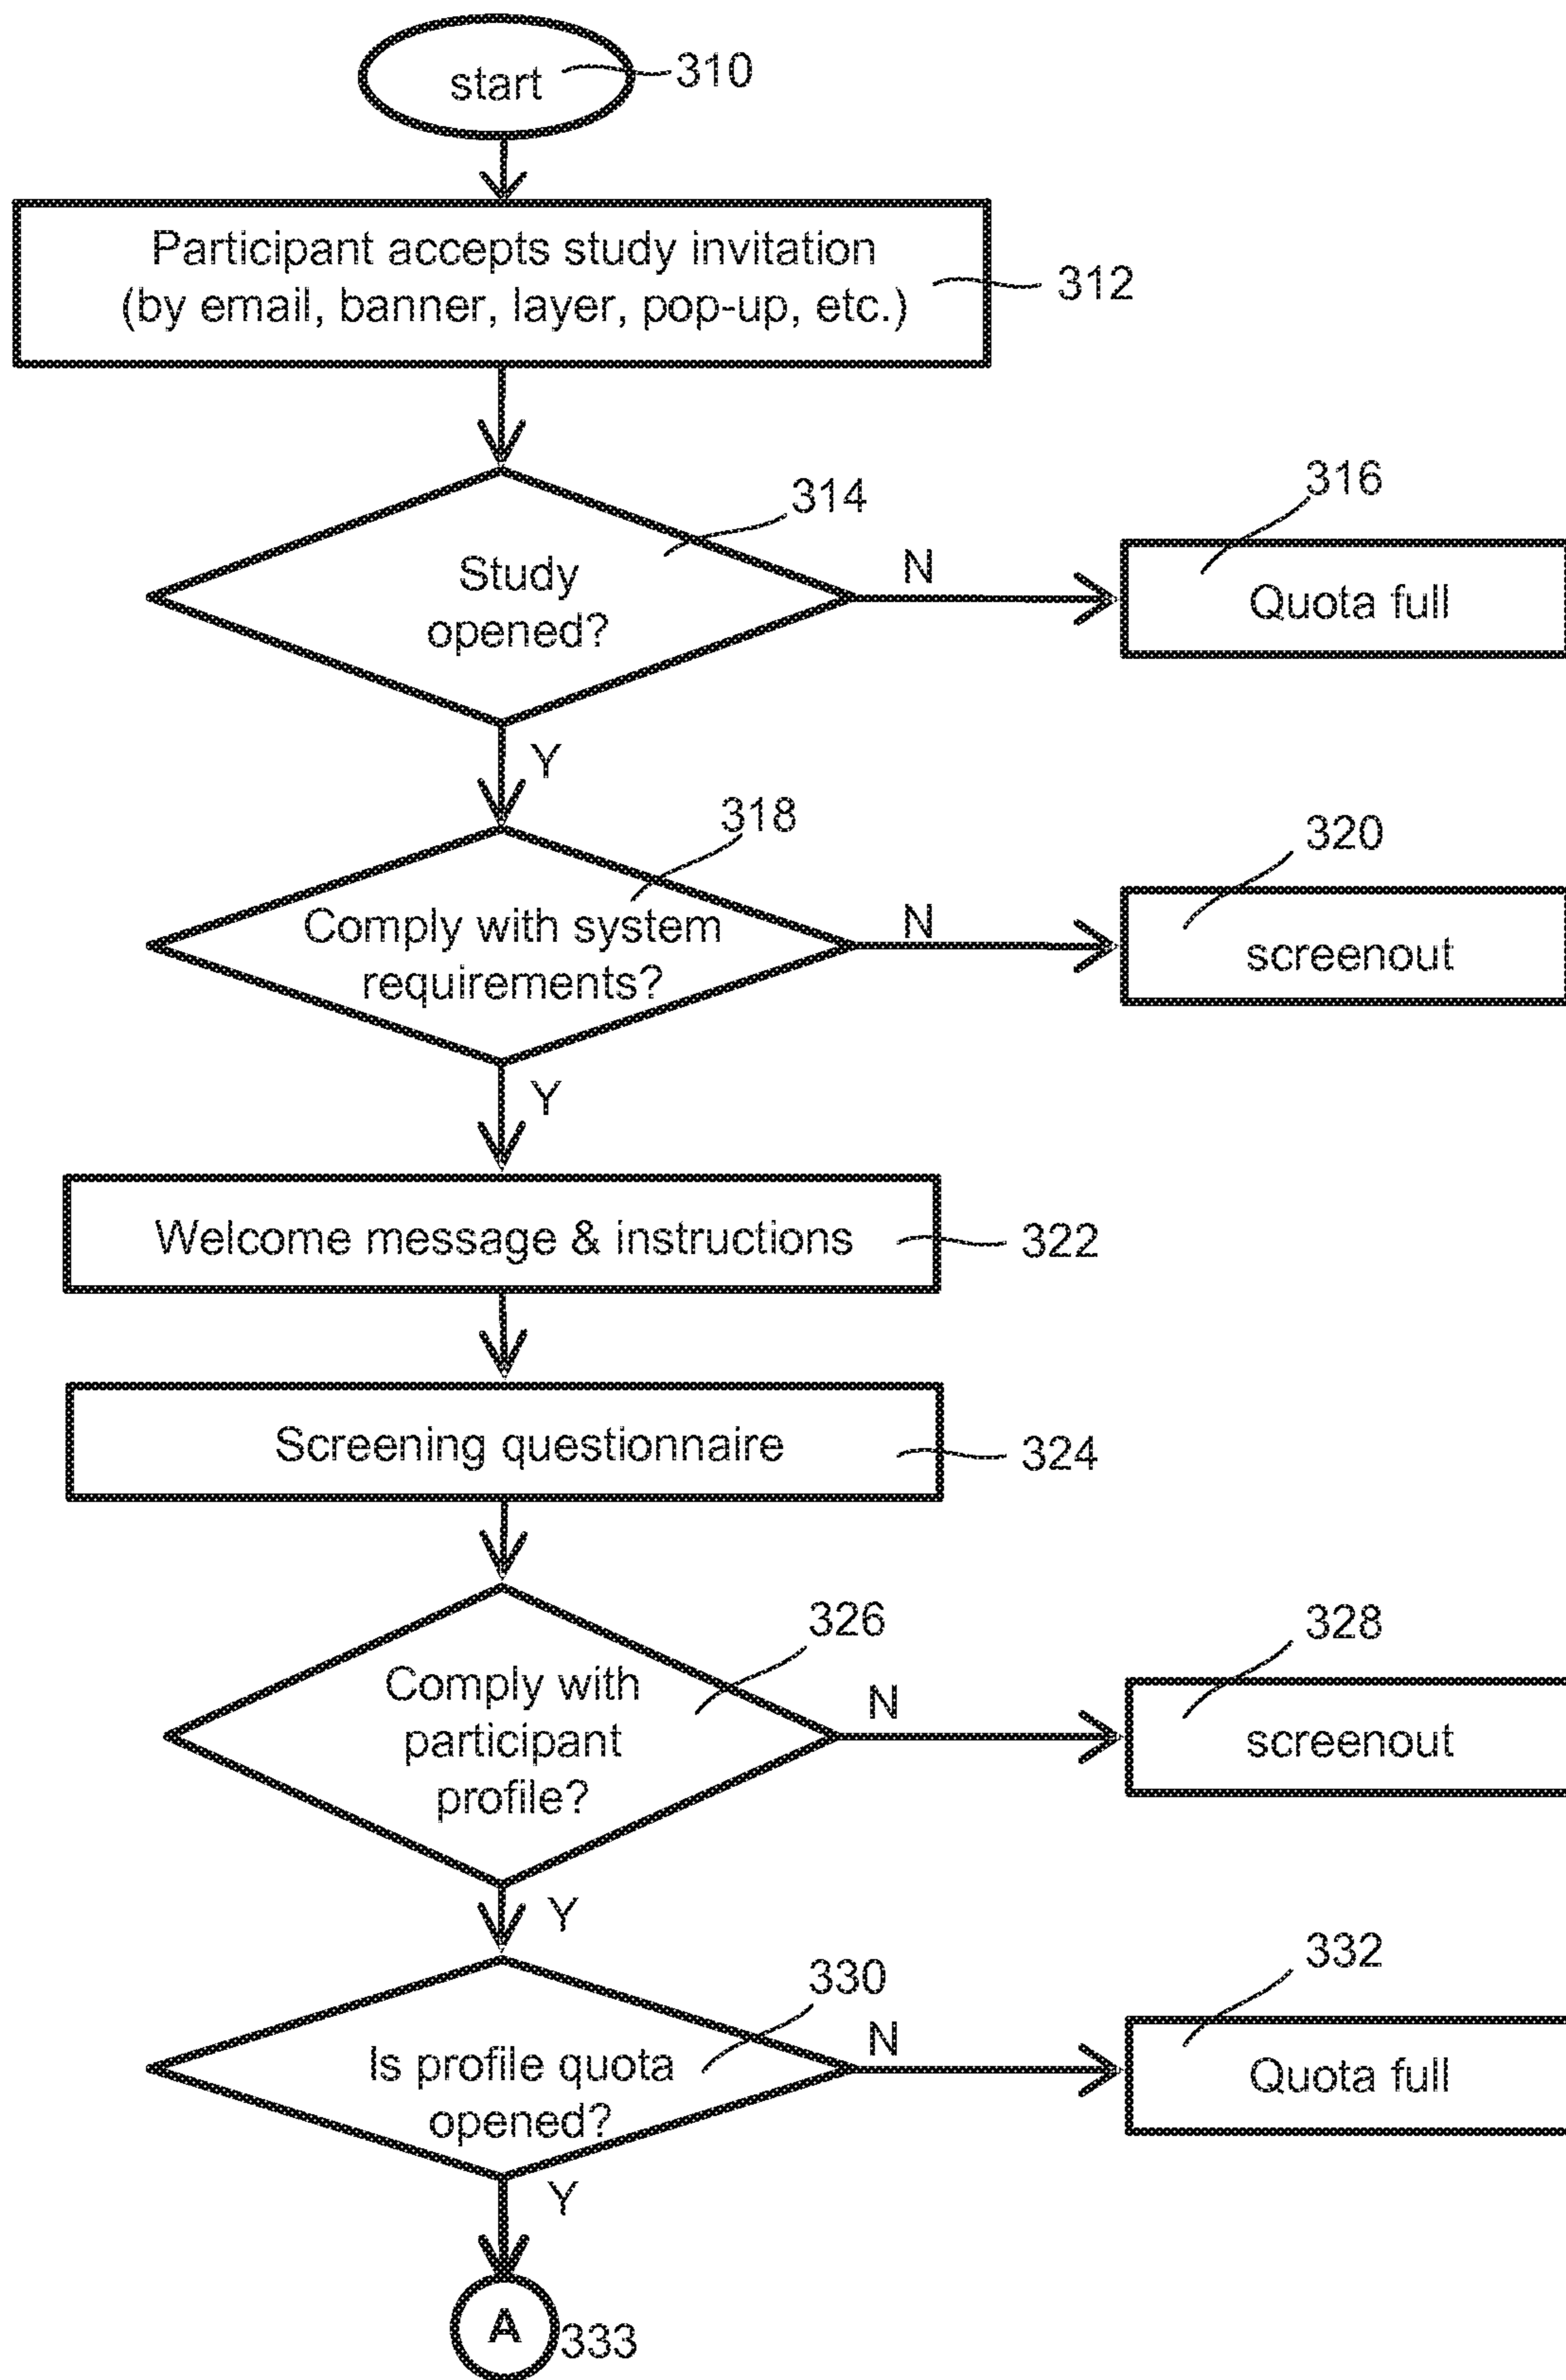 start
310
Participant accepts study invitation
(by email, banner, layer, pop-up, etc.)
312
314
316
Study
opened?
N
Quota full
Y
318
320
Comply with system
requirements?
N
screenout
Y
Welcome message & instructions
322
Screening questionnaire
324
326
328
Comply with
participant
profile?
N
screenout
Y
330
332
Is profile quota
opened?
N
Quota full
Y
A
333